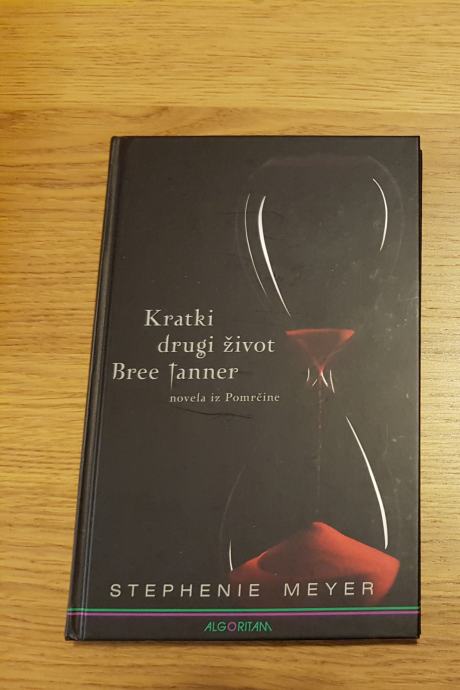 Kratki
drugi život
Bree Tanner
novela iz Pomrčine
STEPHENIE MEYER
ALGORITAM